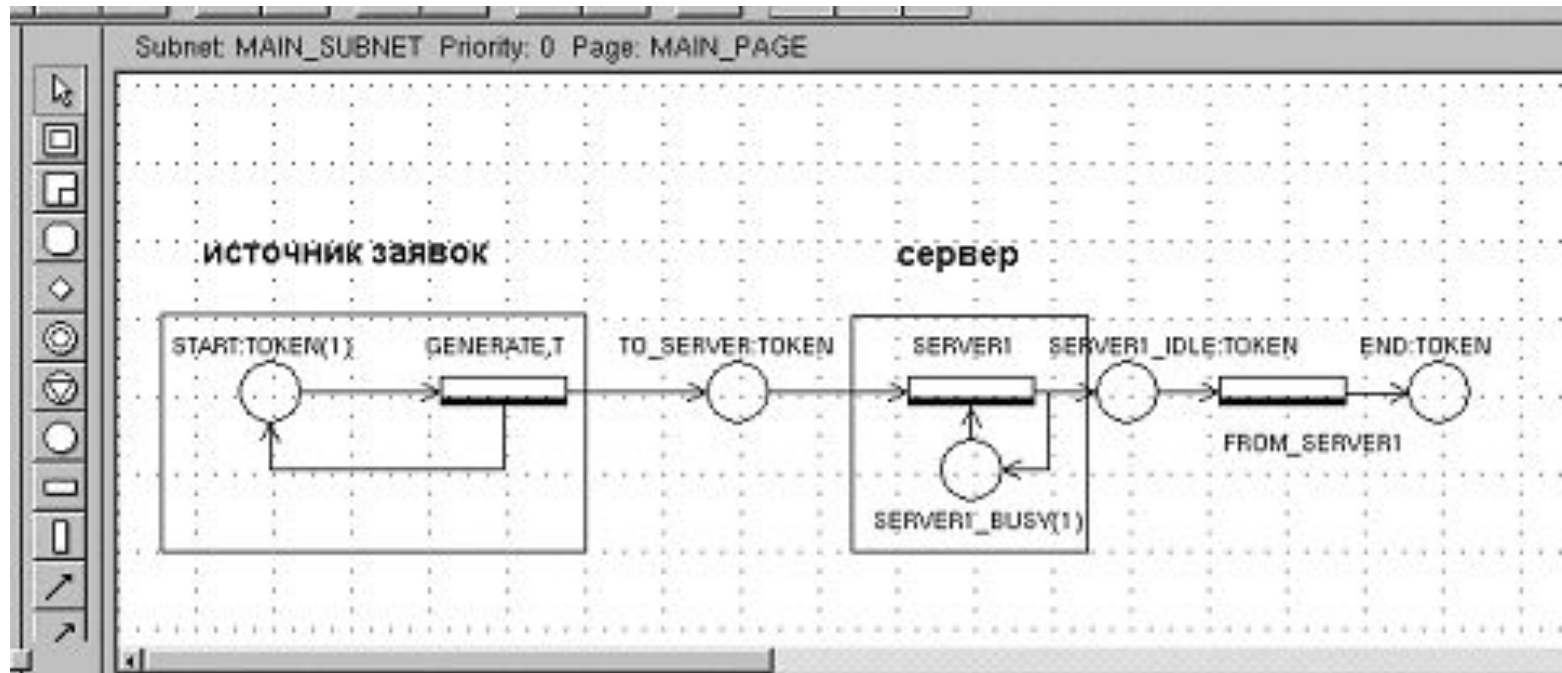 Subnet: MAIN_SUBNET Priority: 0 Page: MAIN_PAGE
источник заявок
сервер
START:TOKEN(1)
GENERATE,T
TO_SERVER:TOKEN
SERVER1
SERVER1_IDLE:TOKEN
END:TOKEN
FROM_SERVER1
SERVER1_BUSY(1)